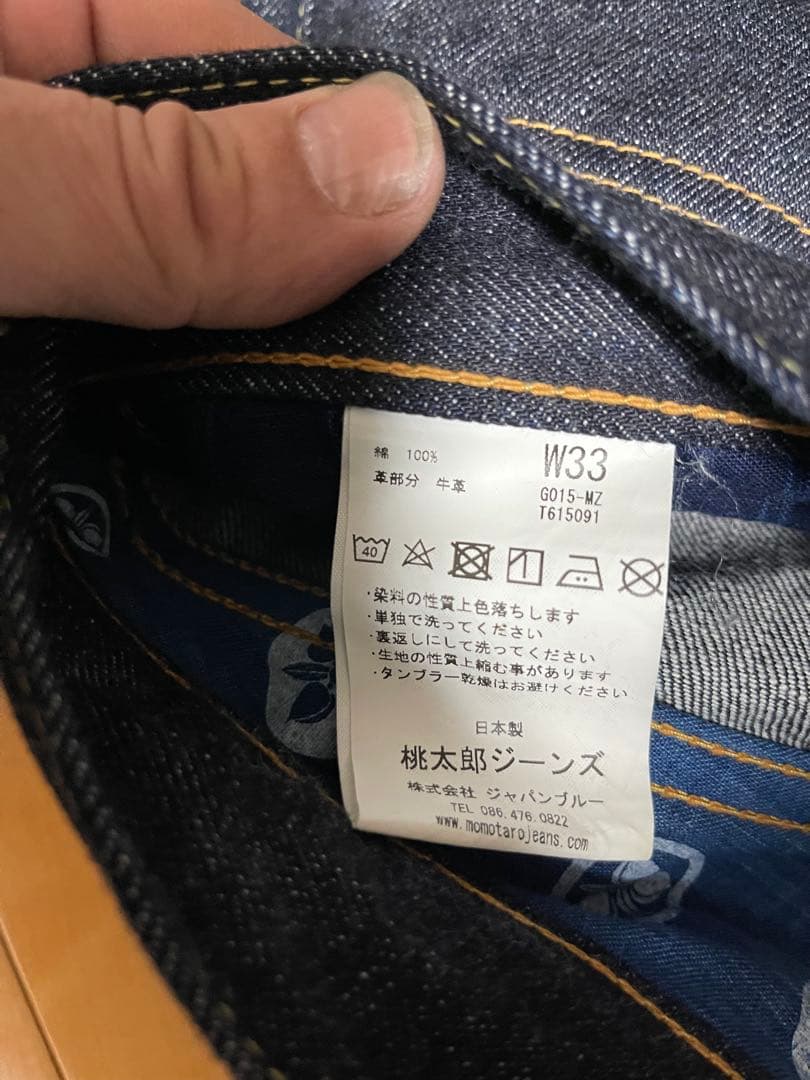 綿 100%
革部分 牛革
W33
G015-MZ
T615091
40
・染料の性質上色落ちします
・単独で洗ってください
・裏返しにして洗ってください
・生地の性質上縮む事があります
・タンブラー乾燥はお避けください
日本製
桃太郎ジーンズ
株式会社 ジャパンブルー
TEL 086.476.0822
www.momotarojeans.com